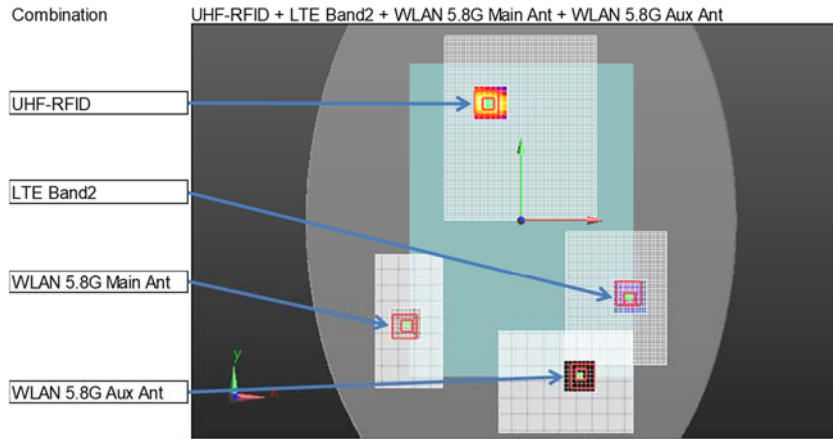 Combination UHF-RFID + LTE Band2 + WLAN 5.8G Main Ant + WLAN 5.8G Aux Ant
UHF-RFID
LTE Band2
WLAN 5.8G Main Ant
WLAN 5.8G Aux Ant
y
x